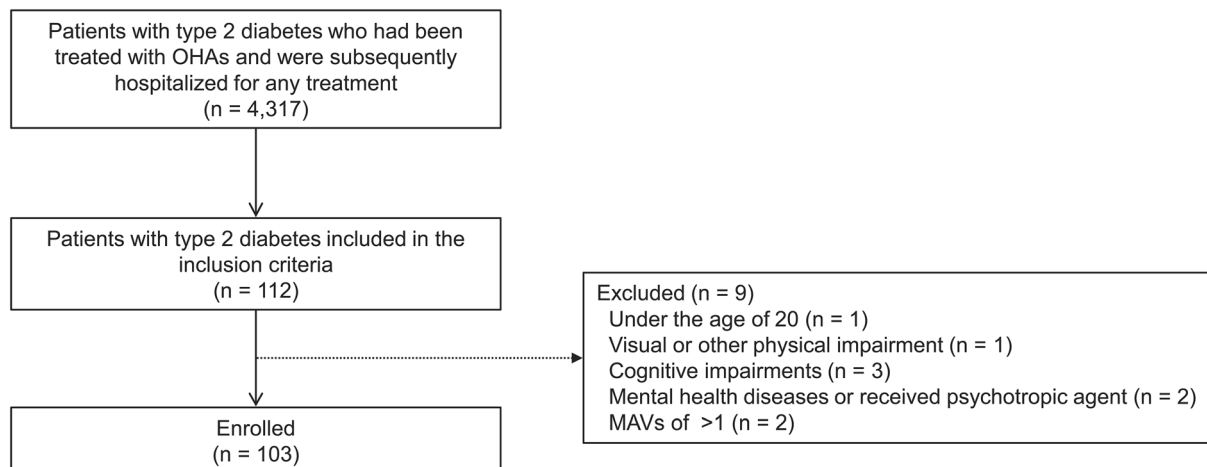 Patients with type 2 diabetes who had been
treated with OHAs and were subsequently
hospitalized for any treatment
(n = 4,317)
Patients with type 2 diabetes included in the
inclusion criteria
(n = 112)
Excluded (n = 9)
Under the age of 20 (n = 1)
Visual or other physical impairment (n = 1)
Cognitive impairments (n = 3)
Mental health diseases or received psychotropic agent (n = 2)
MAVs of >1 (n = 2)
Enrolled
(n = 103)